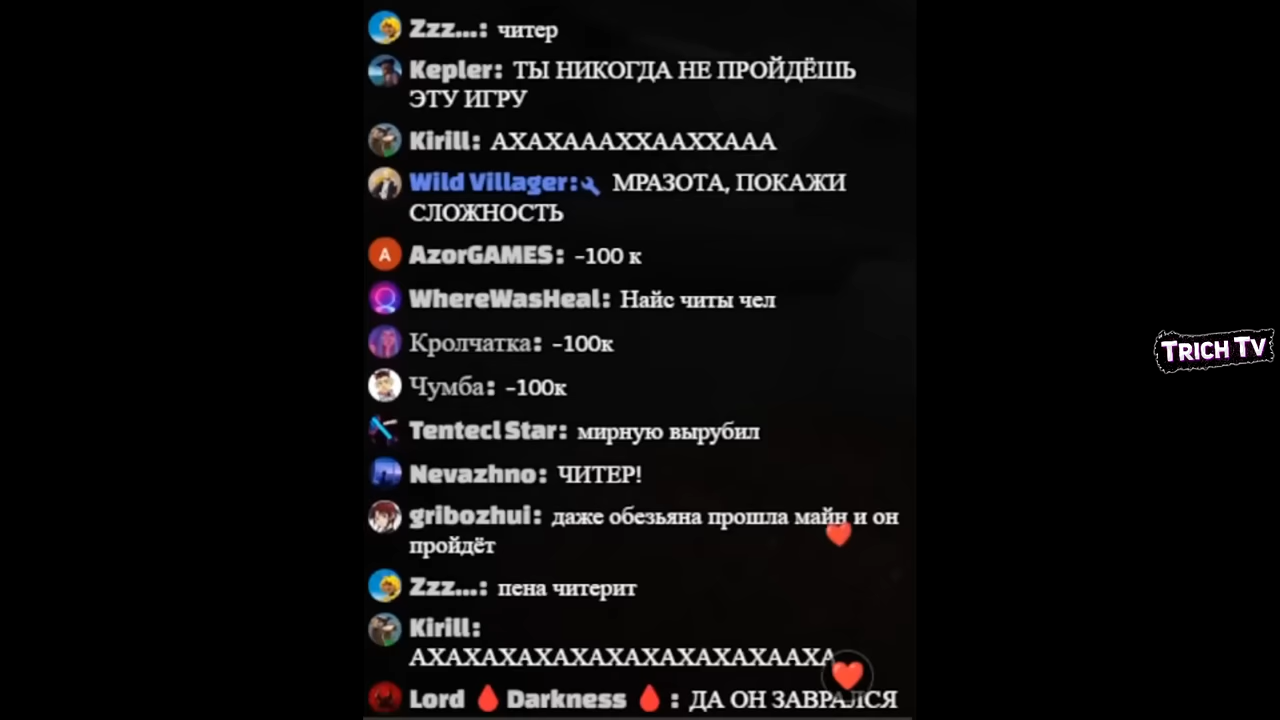 Zzz...: читер
Kepler: ТЫ НИКОГДА НЕ ПРОЙДЁШЬ
ЭТУ ИГРУ
Kirill: АХАХАААХХААХХААА
Wild Villager: МРАЗОТА, ПОКАЖИ
СЛОЖНОСТЬ
A AzorGAMES: -100 к
WhereWasHeal: Найс читы чел
Кролчатка: -100к
Чумба: -100к
Tentecl Star: мирную вырубил
Nevazhno: ЧИТЕР!
gribozhui: даже обезьяна прошла майн и он
пройдёт
Zzz...: пена читерит
Kirill:
АХАХАХАХАХАХАХАХАХАХААХА
Lord 🩸 Darkness 🩸 : ДА ОН ЗАВРАЛСЯ
TRICH TV